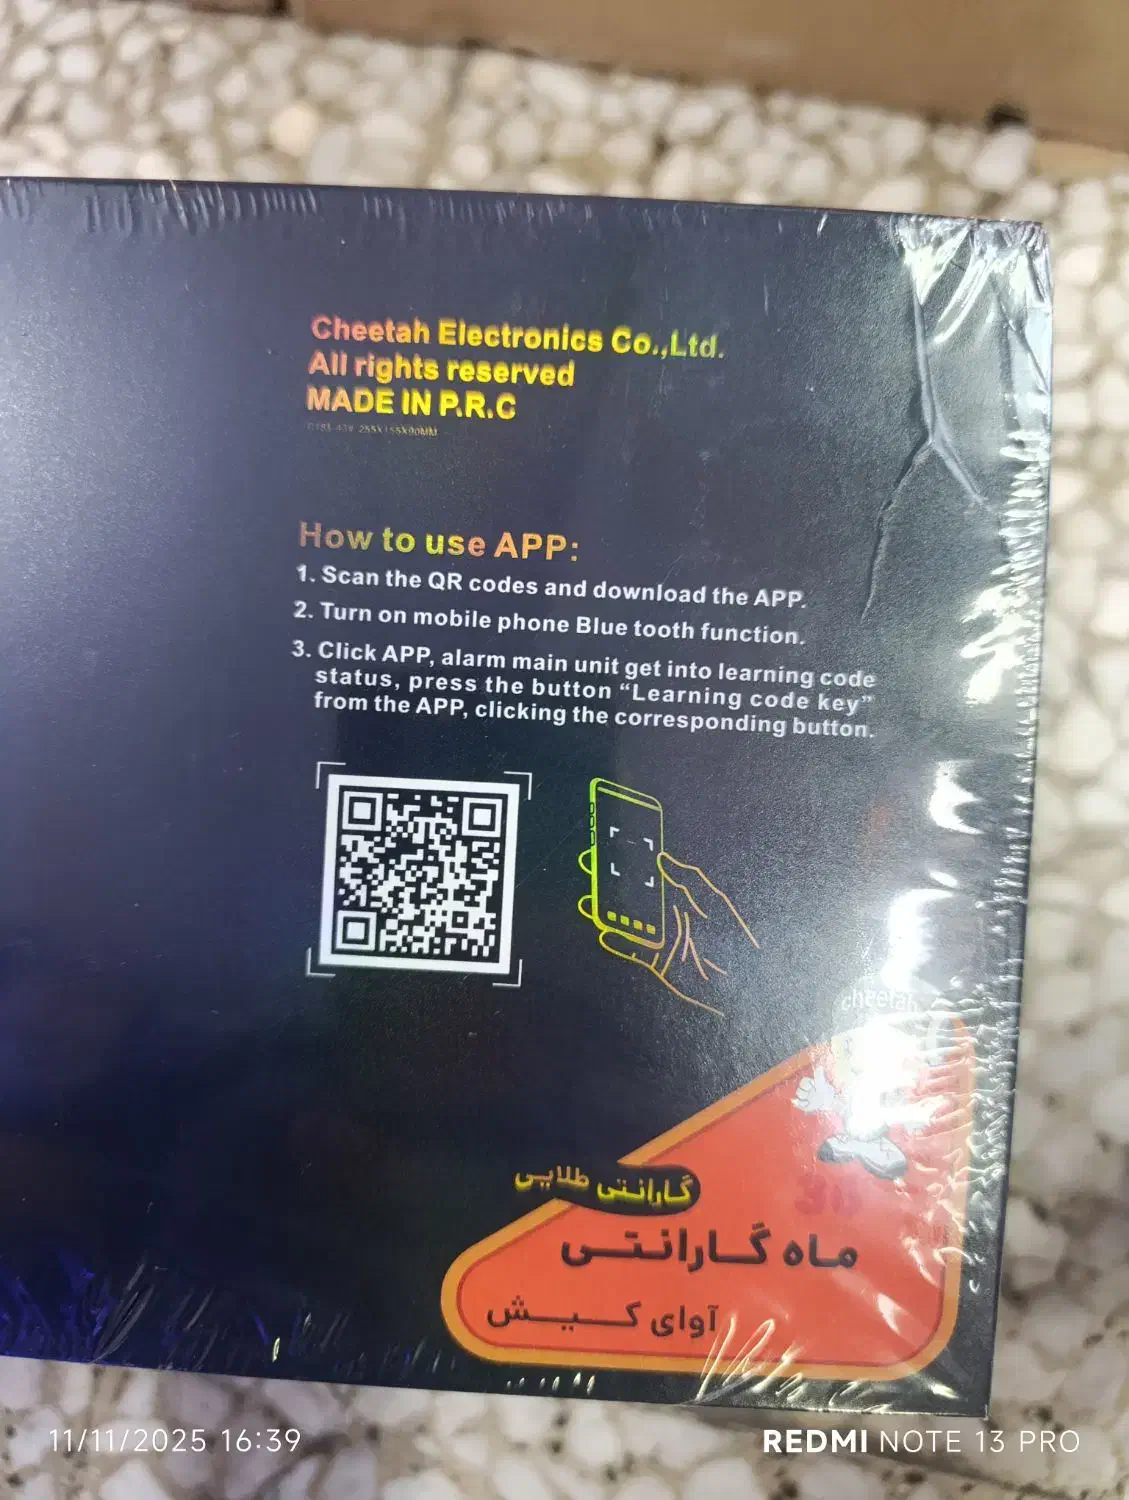 Cheetah Electronics Co.,Ltd.
All rights reserved
MADE IN P.R.C
255X155X90MM
How to use APP:
1. Scan the QR codes and download the APP.
2. Turn on mobile phone Blue tooth function.
3. Click APP, alarm main unit get into learning code
status, press the button “Learning code key”
from the APP, clicking the corresponding button.
cheetah
گارانتی طلایی
ماه گارانتی
آوای کیش
11/11/2025 16:39
REDMI NOTE 13 PRO